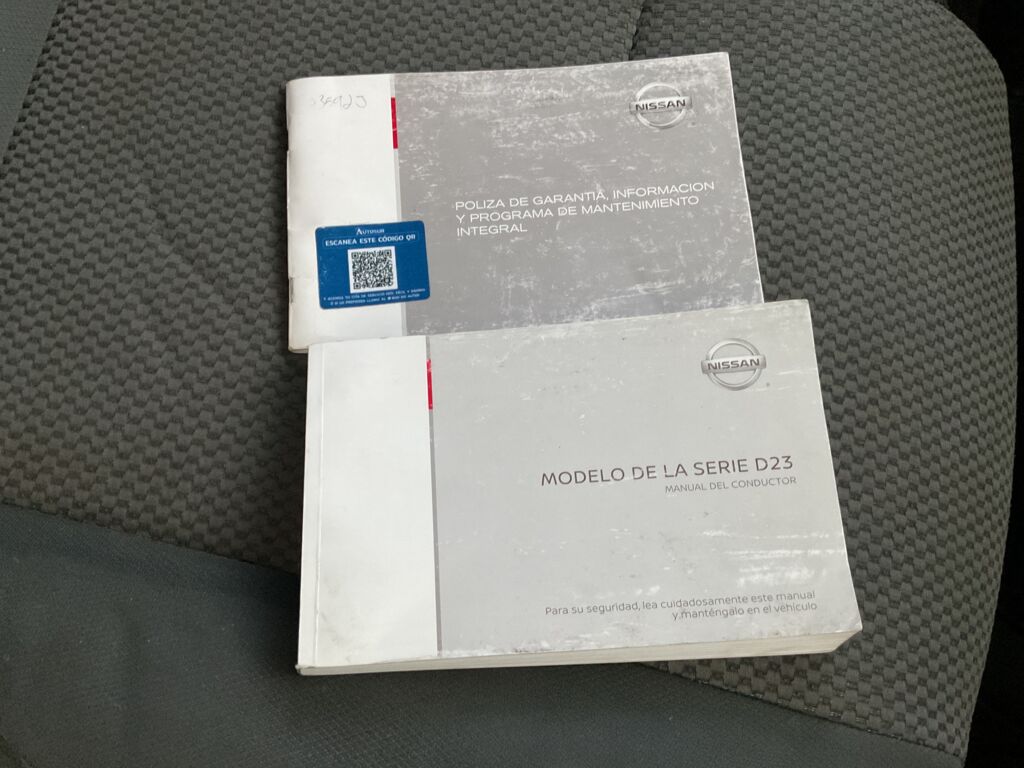 NISSAN
POLIZA DE GARANTIA, INFORMACION
Y PROGRAMA DE MANTENIMIENTO
INTEGRAL
AUTOSUR
ESCANEA ESTE CÓDIGO QR
NISSAN
MODELO DE LA SERIE D23
MANUAL DEL CONDUCTOR
Para su seguridad, lea cuidadosamente este manual
y manténgalo en el vehículo